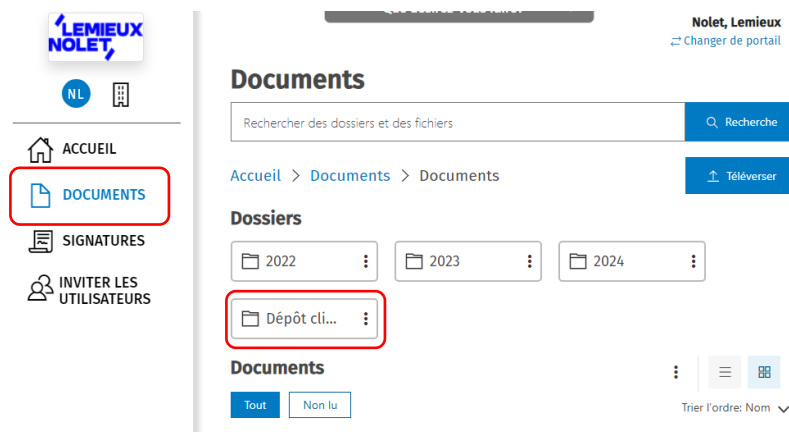 LEMIEUX
NOLET,
Nolet, Lemieux
Changer de portail
NL
Documents
Rechercher des dossiers et des fichiers
Recherche
ACCUEIL
DOCUMENTS
SIGNATURES
INVITER LES
UTILISATEURS
Accueil > Documents > Documents
Téléverser
Dossiers
2022
2023
2024
Dépôt cli...
Documents
Tout
Non lu
Trier l'ordre: Nom